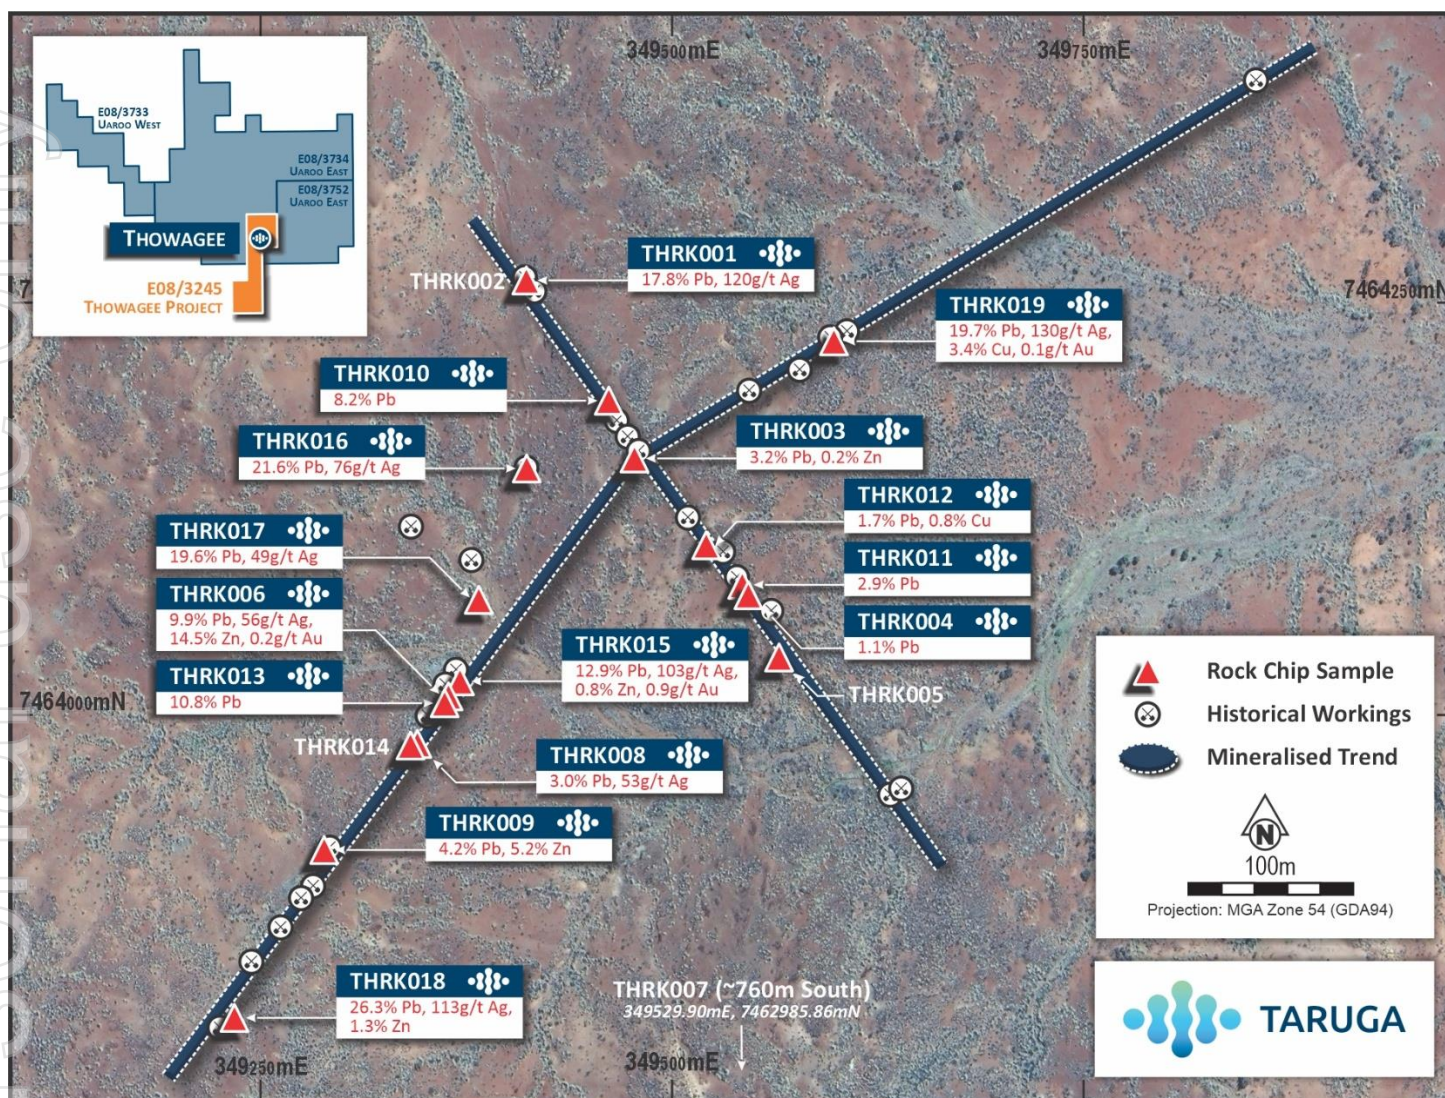 349500mE
349750mE
E08/3733
UAROO WEST
E08/3734
UAROO EAST
E08/3752
UAROO EAST
THOWAGEE
E08/3245
THOWAGEE PROJECT
7464250mN
THRK002
THRK001
17.8% Pb, 120g/t Ag
THRK019
19.7% Pb, 130g/t Ag,
3.4% Cu, 0.1g/t Au
THRK010
8.2% Pb
THRK016
21.6% Pb, 76g/t Ag
THRK003
3.2% Pb, 0.2% Zn
THRK012
1.7% Pb, 0.8% Cu
THRK017
19.6% Pb, 49g/t Ag
THRK011
2.9% Pb
THRK006
9.9% Pb, 56g/t Ag,
14.5% Zn, 0.2g/t Au
THRK004
1.1% Pb
THRK015
12.9% Pb, 103g/t Ag,
0.8% Zn, 0.9g/t Au
THRK013
10.8% Pb
THRK005
7464000mN
THRK014
THRK008
3.0% Pb, 53g/t Ag
THRK009
4.2% Pb, 5.2% Zn
THRK018
26.3% Pb, 113g/t Ag,
1.3% Zn
THRK007 (~760m South)
349529.90mE, 7462985.86mN
349250mE
349500mE
Rock Chip Sample
Historical Workings
Mineralised Trend
N
100m
Projection: MGA Zone 54 (GDA94)
TARUGA